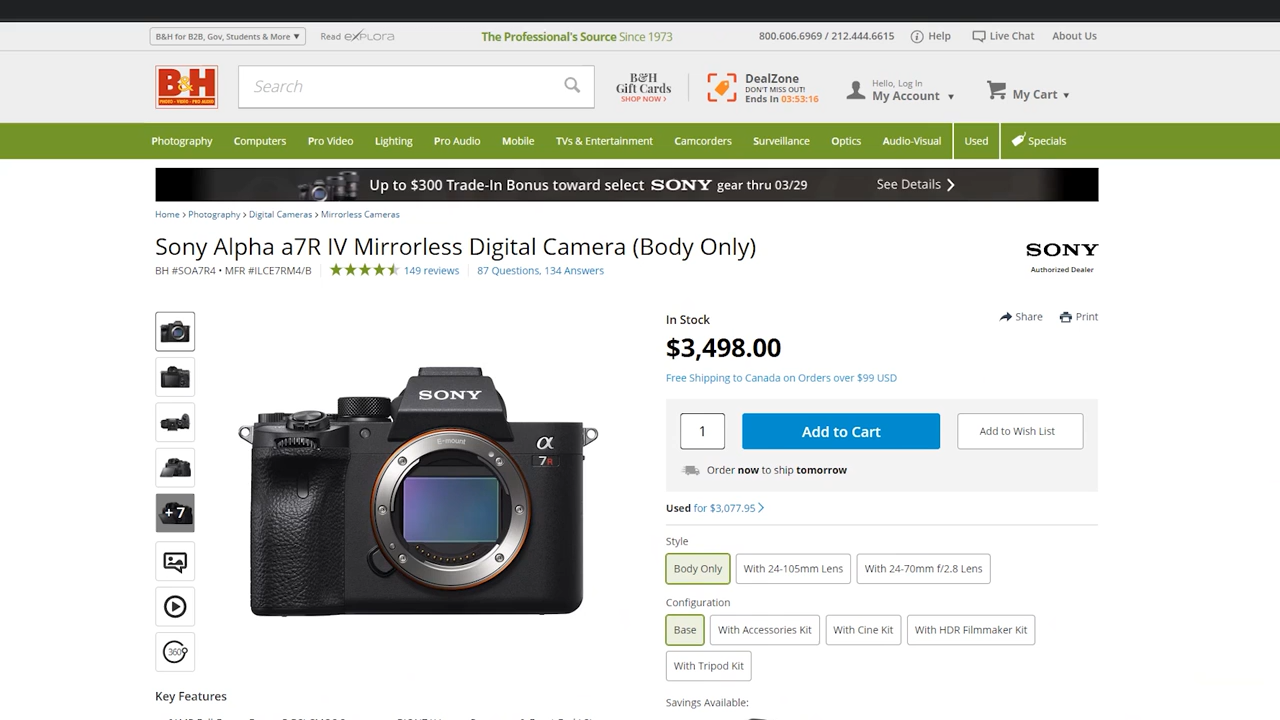 B&H for B2B, Gov, Students & More ▼
Read eXplora
The Professional's Source Since 1973
800.606.6969 / 212.444.6615
Help
Live Chat
About Us
B&H
PHOTO - VIDEO - PRO AUDIO
Search
B&H
Gift Cards
SHOP NOW >
DealZone
DON'T MISS OUT!
Ends In 03:53:16
Hello, Log In
My Account ▼
My Cart ▼
Photography Computers Pro Video Lighting Pro Audio Mobile TVs & Entertainment Camcorders Surveillance Optics Audio-Visual Used Specials
Up to $300 Trade-In Bonus toward select SONY gear thru 03/29 See Details >
Home > Photography > Digital Cameras > Mirrorless Cameras
Sony Alpha a7R IV Mirrorless Digital Camera (Body Only)
BH #SOA7R4 • MFR #ILCE7RM4/B
149 reviews
87 Questions, 134 Answers
SONY
Authorized Dealer
+ 7
360°
SONY
E-mount
α
7R
In Stock
Share
Print
$3,498.00
Free Shipping to Canada on Orders over $99 USD
1
Add to Cart
Add to Wish List
Order now to ship tomorrow
Used for $3,077.95 >
Style
Body Only
With 24-105mm Lens
With 24-70mm f/2.8 Lens
Configuration
Base
With Accessories Kit
With Cine Kit
With HDR Filmmaker Kit
With Tripod Kit
Savings Available:
Key Features